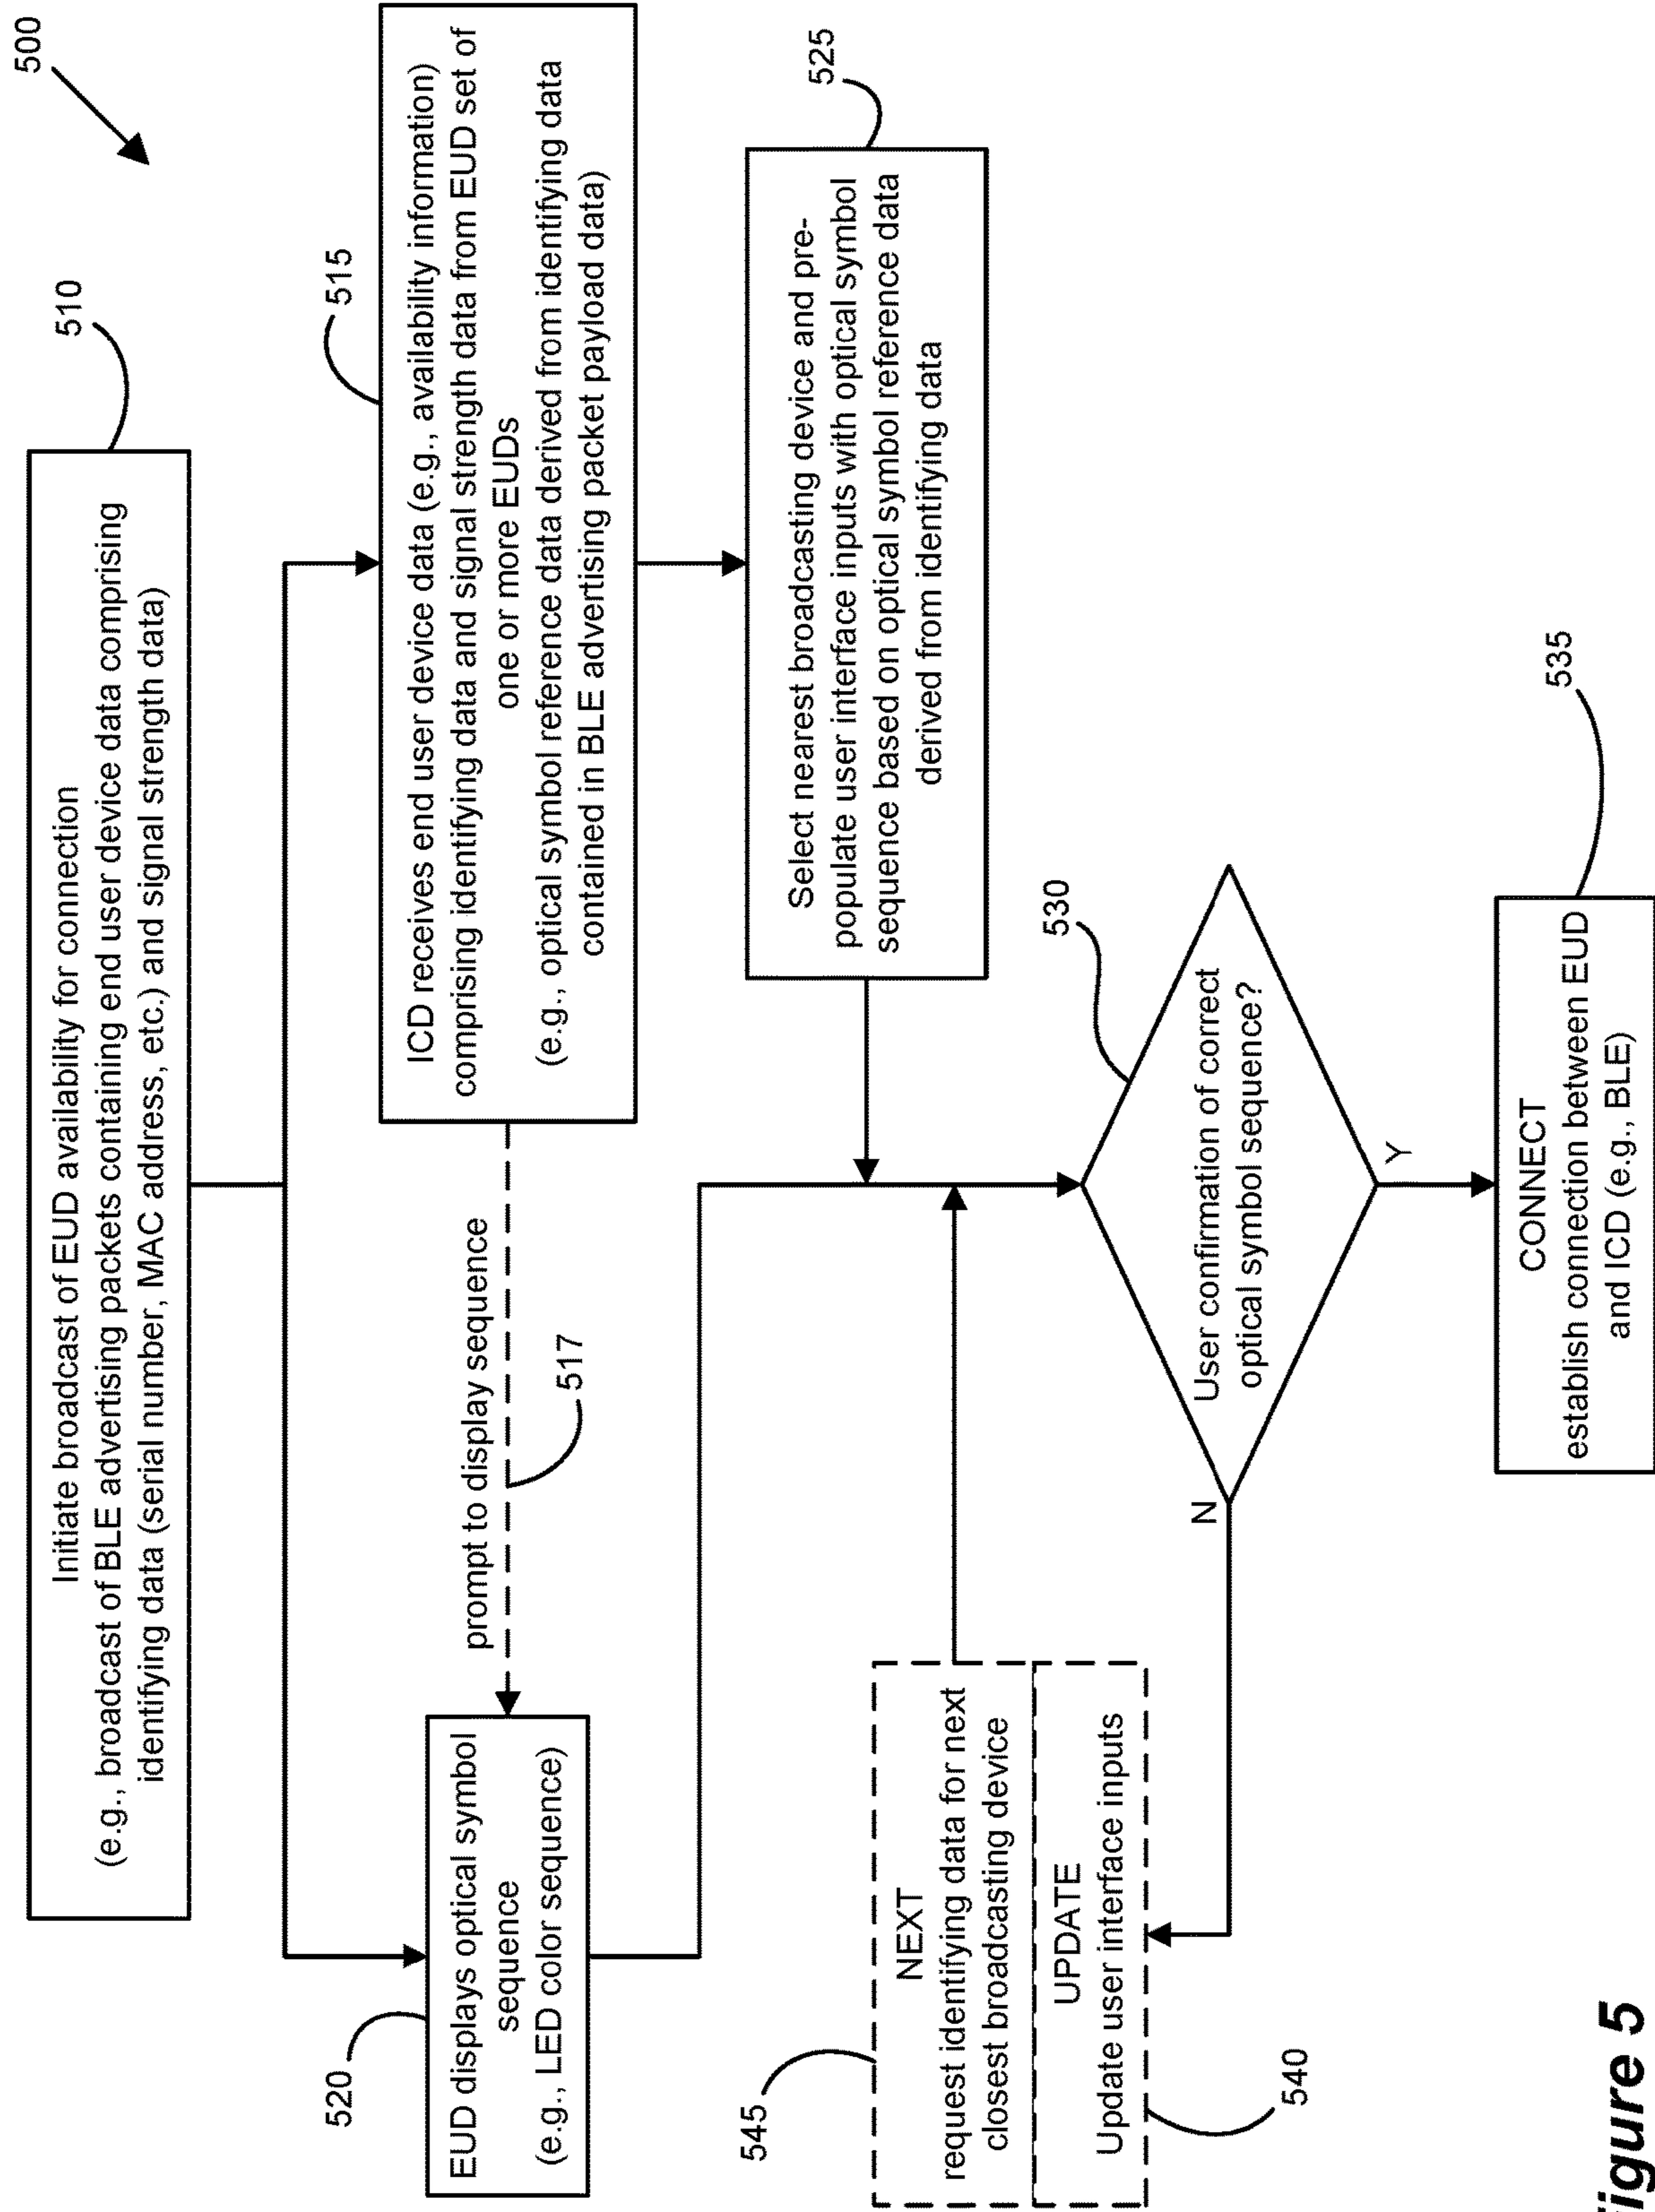 500
510
Initiate broadcast of EUD availability for connection
(e.g., broadcast of BLE advertising packets containing end user device data comprising
identifying data (serial number, MAC address, etc.) and signal strength data)
515
ICD receives end user device data (e.g., availability information)
comprising identifying data and signal strength data from EUD set of
one or more EUDs
(e.g., optical symbol reference data derived from identifying data
contained in BLE advertising packet payload data)
prompt to display sequence
517
520
EUD displays optical symbol
sequence
(e.g., LED color sequence)
525
Select nearest broadcasting device and pre-
populate user interface inputs with optical symbol
sequence based on optical symbol reference data
derived from identifying data
530
User confirmation of correct
optical symbol sequence?
N
Y
545
NEXT
request identifying data for next
closest broadcasting device
UPDATE
Update user interface inputs
540
535
CONNECT
establish connection between EUD
and ICD (e.g., BLE)
Figure 5